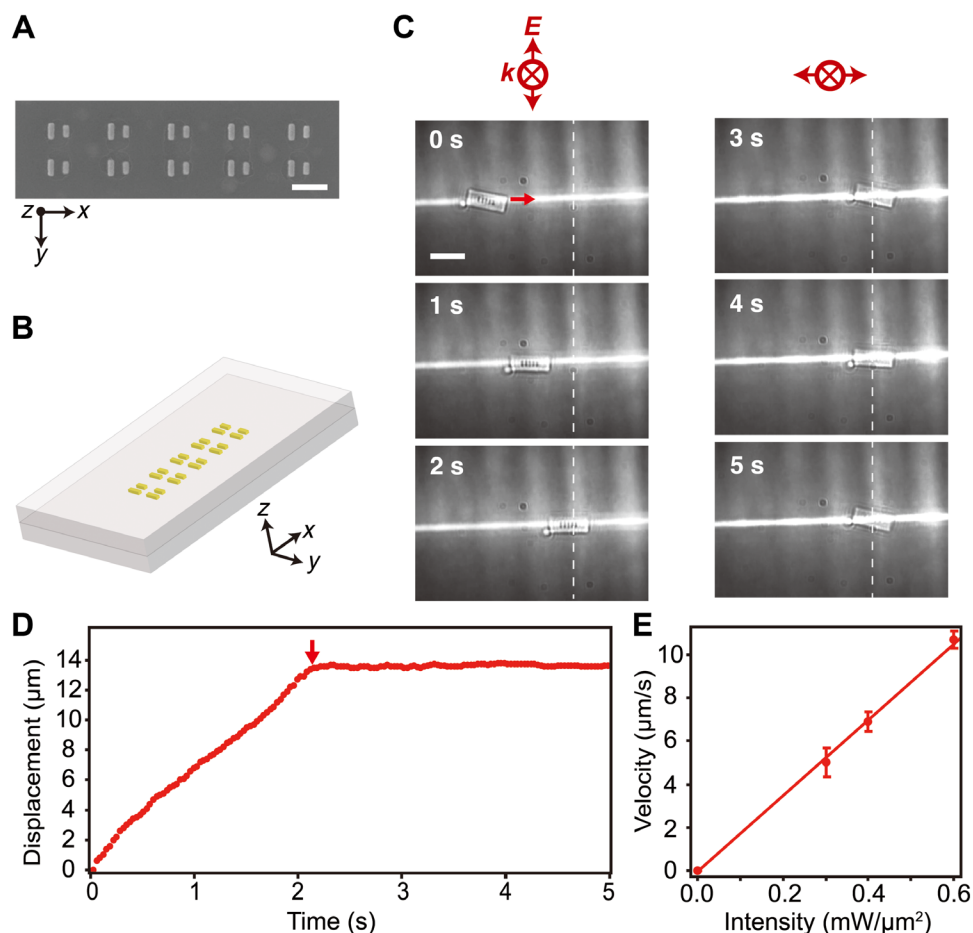 A
z
x
y
B
z
x
y
C
E
k
0 s
3 s
1 s
4 s
2 s
5 s
D
Displacement (μm)
14
12
10
8
6
4
2
0
0
1
2
3
4
5
Time (s)
E
Velocity (μm/s)
10
8
6
4
2
0
0.0
0.2
0.4
0.6
Intensity (mW/μm²)